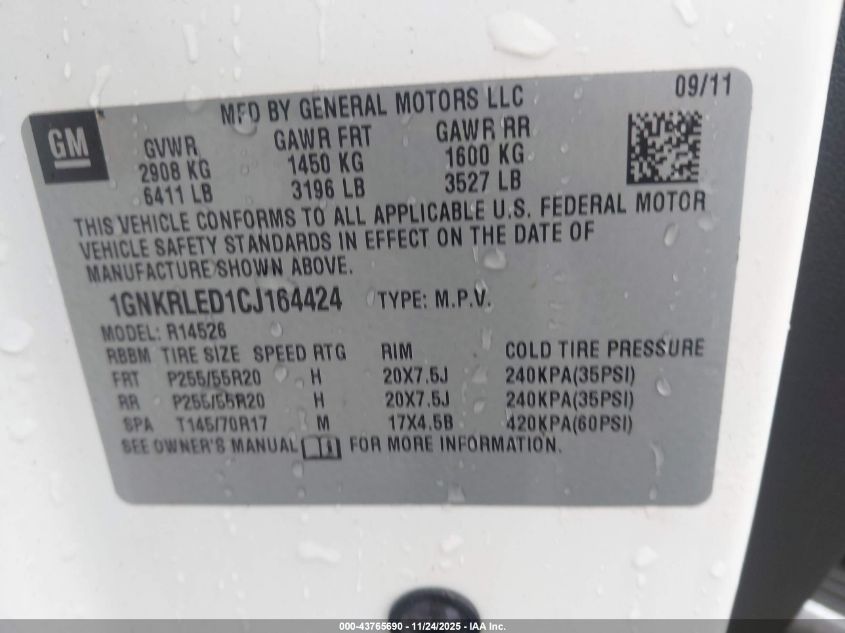 09/11
MFD BY GENERAL MOTORS LLC
GM
GVWR GAWR FRT GAWR RR
2908 KG 1450 KG 1600 KG
6411 LB 3196 LB 3527 LB
THIS VEHICLE CONFORMS TO ALL APPLICABLE U.S. FEDERAL MOTOR
VEHICLE SAFETY STANDARDS IN EFFECT ON THE DATE OF
MANUFACTURE SHOWN ABOVE.
1GNKRLED1CJ164424 TYPE: M.P.V.
MODEL: R14526
RBBM TIRE SIZE SPEED RTG RIM COLD TIRE PRESSURE
FRT P255/55R20 H 20X7.5J 240KPA(35PSI)
RR P255/55R20 H 20X7.5J 240KPA(35PSI)
SPA T145/70R17 M 17X4.5B 420KPA(60PSI)
SEE OWNER'S MANUAL FOR MORE INFORMATION.
000-43765690 - 11/24/2025 - IAA Inc.